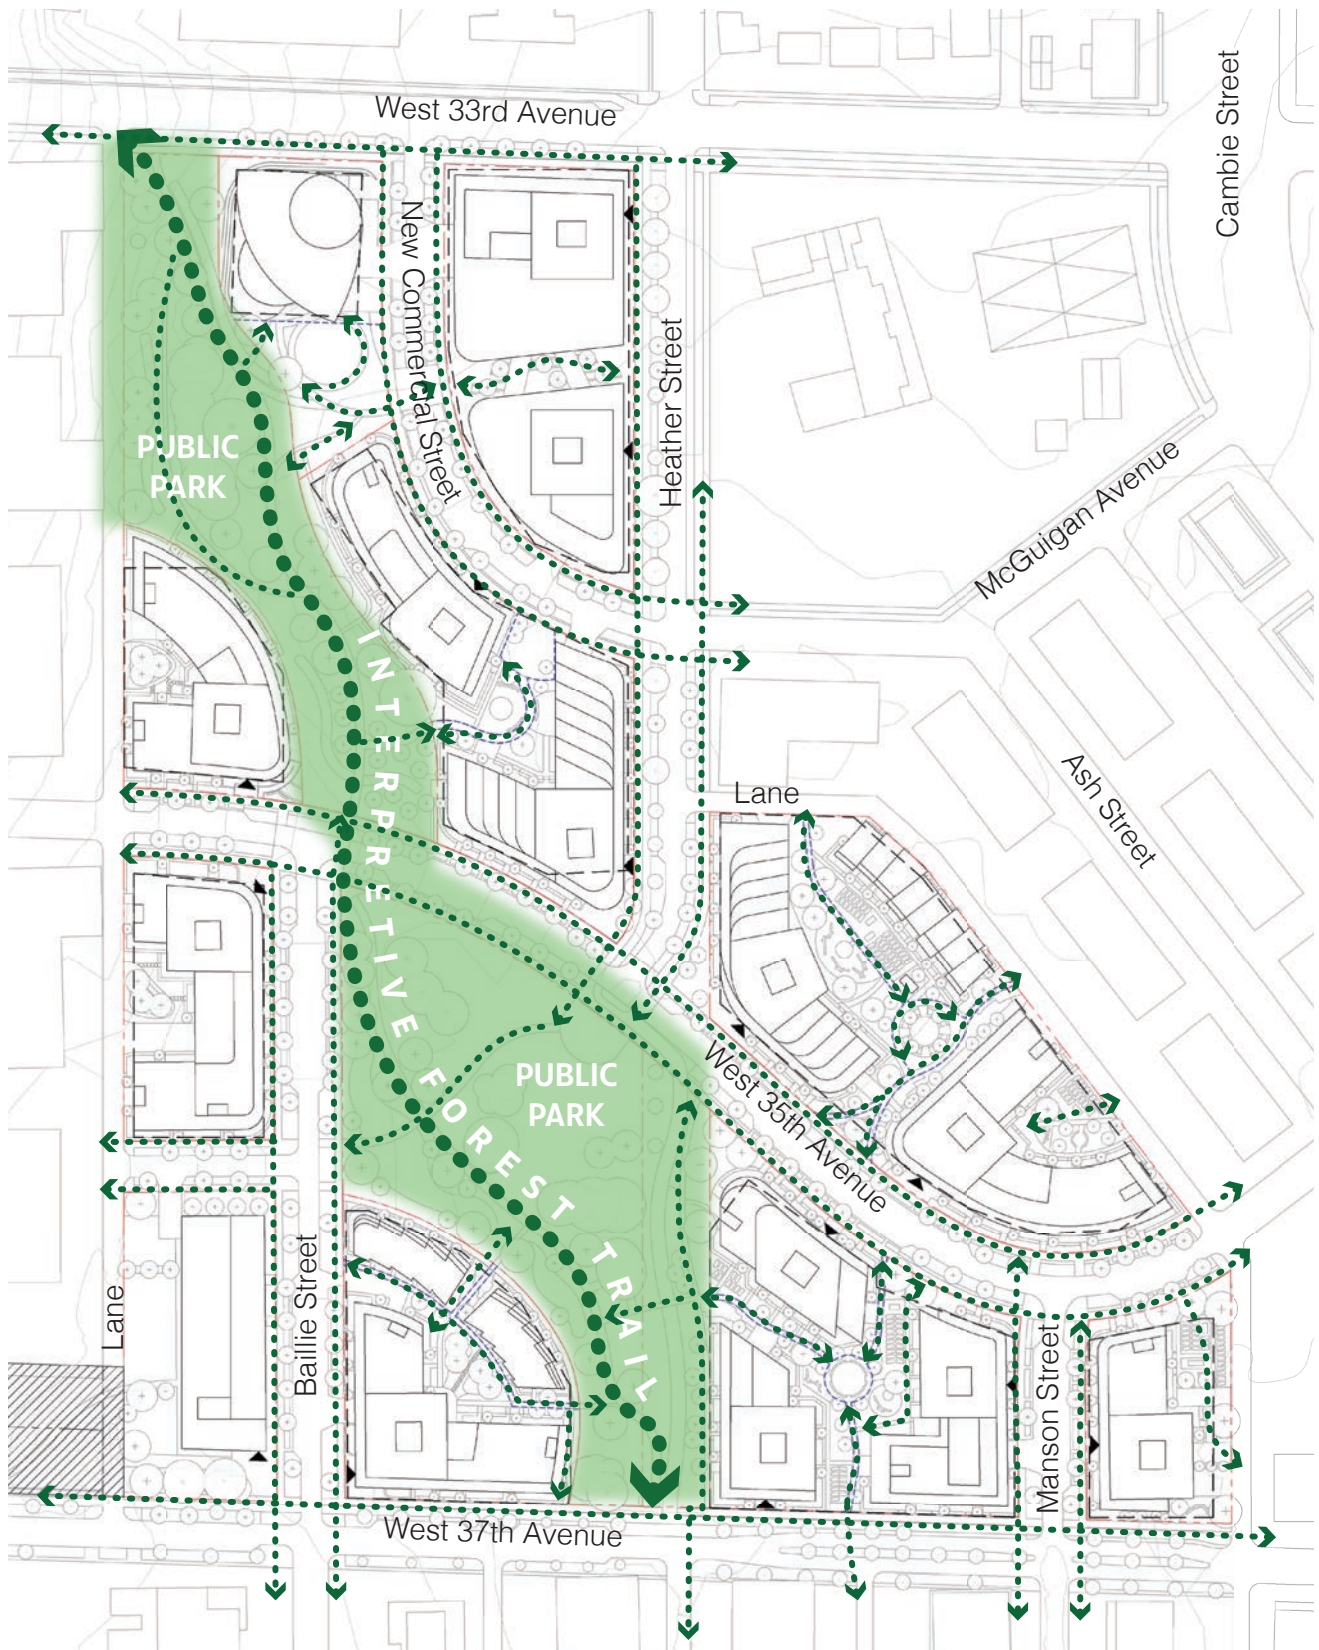 West 33rd Avenue
Cambie Street
New Commercial Street
Heather Street
PUBLIC
PARK
McGuigan Avenue
INTERPRETIVE FOREST TRAIL
Ash Street
Lane
PUBLIC
PARK
West 35th Avenue
Lane
Baillie Street
Manson Street
West 37th Avenue